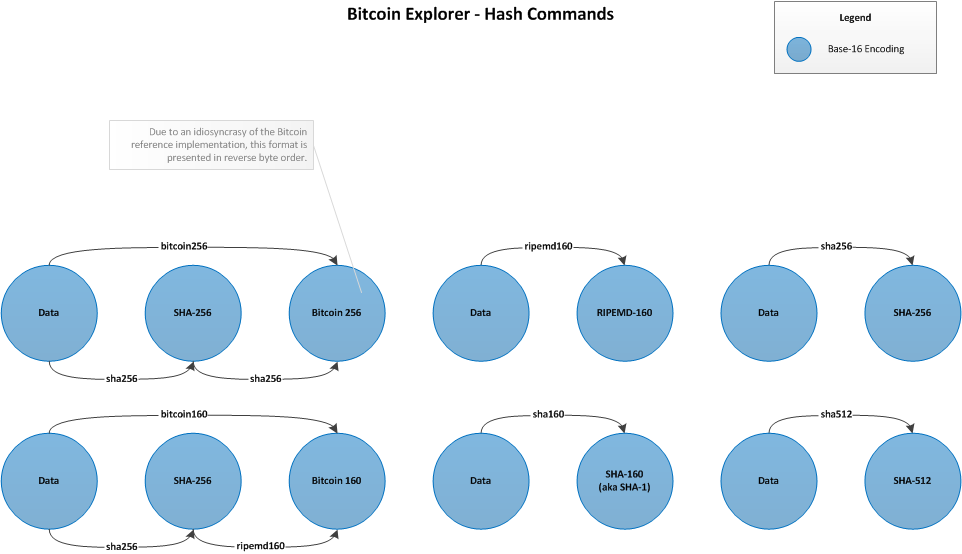 Bitcoin Explorer - Hash Commands
Legend
Base-16 Encoding
Due to an idiosyncrasy of the Bitcoin
reference implementation, this format is
presented in reverse byte order.
bitcoin256
Data
SHA-256
Bitcoin 256
sha256
sha256
ripemd160
Data
RIPEMD-160
sha256
Data
SHA-256
bitcoin160
Data
SHA-256
Bitcoin 160
sha256
ripemd160
sha160
Data
SHA-160
(aka SHA-1)
sha512
Data
SHA-512